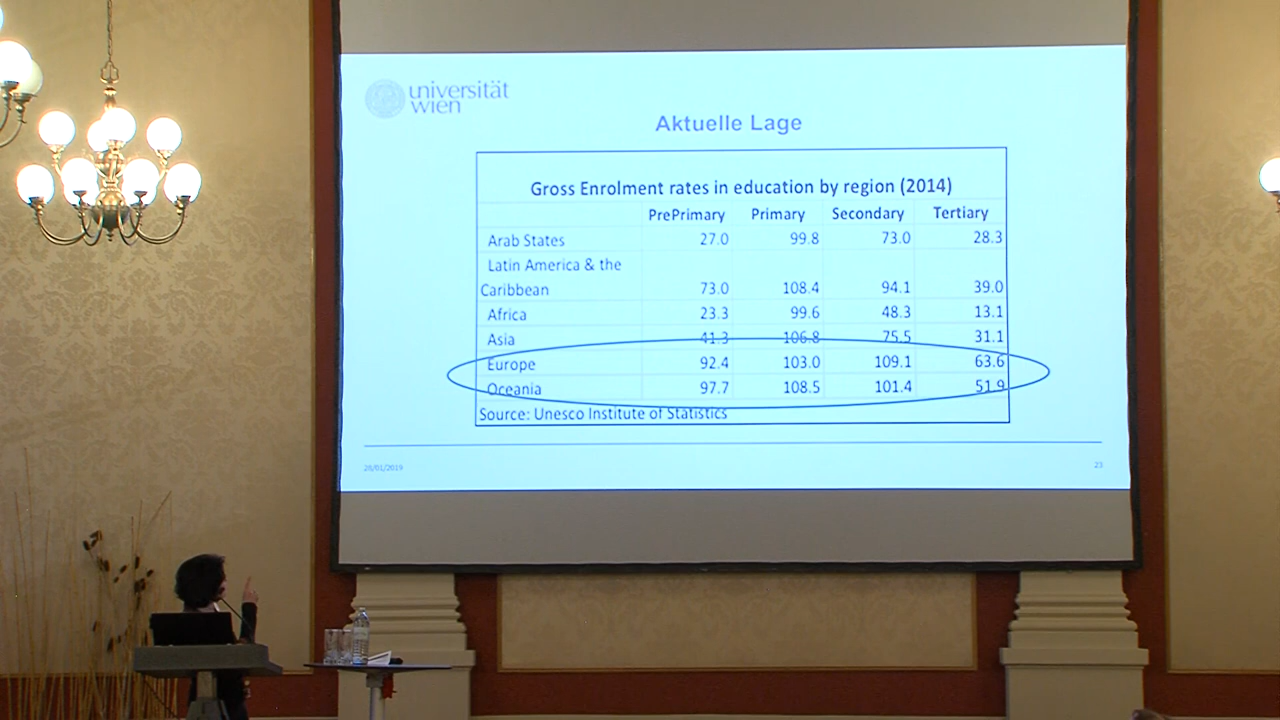 universität
wien
Aktuelle Lage
Gross Enrolment rates in education by region (2014)
PrePrimary Primary Secondary Tertiary
Arab States 27.0 99.8 73.0 28.3
Latin America & the
Caribbean 73.0 108.4 94.1 39.0
Africa 23.3 99.6 48.3 13.1
Asia 41.3 106.8 75.5 31.1
Europe 92.4 103.0 109.1 63.6
Oceania 97.7 108.5 101.4 51.9
Source: Unesco Institute of Statistics
28/01/2019 23